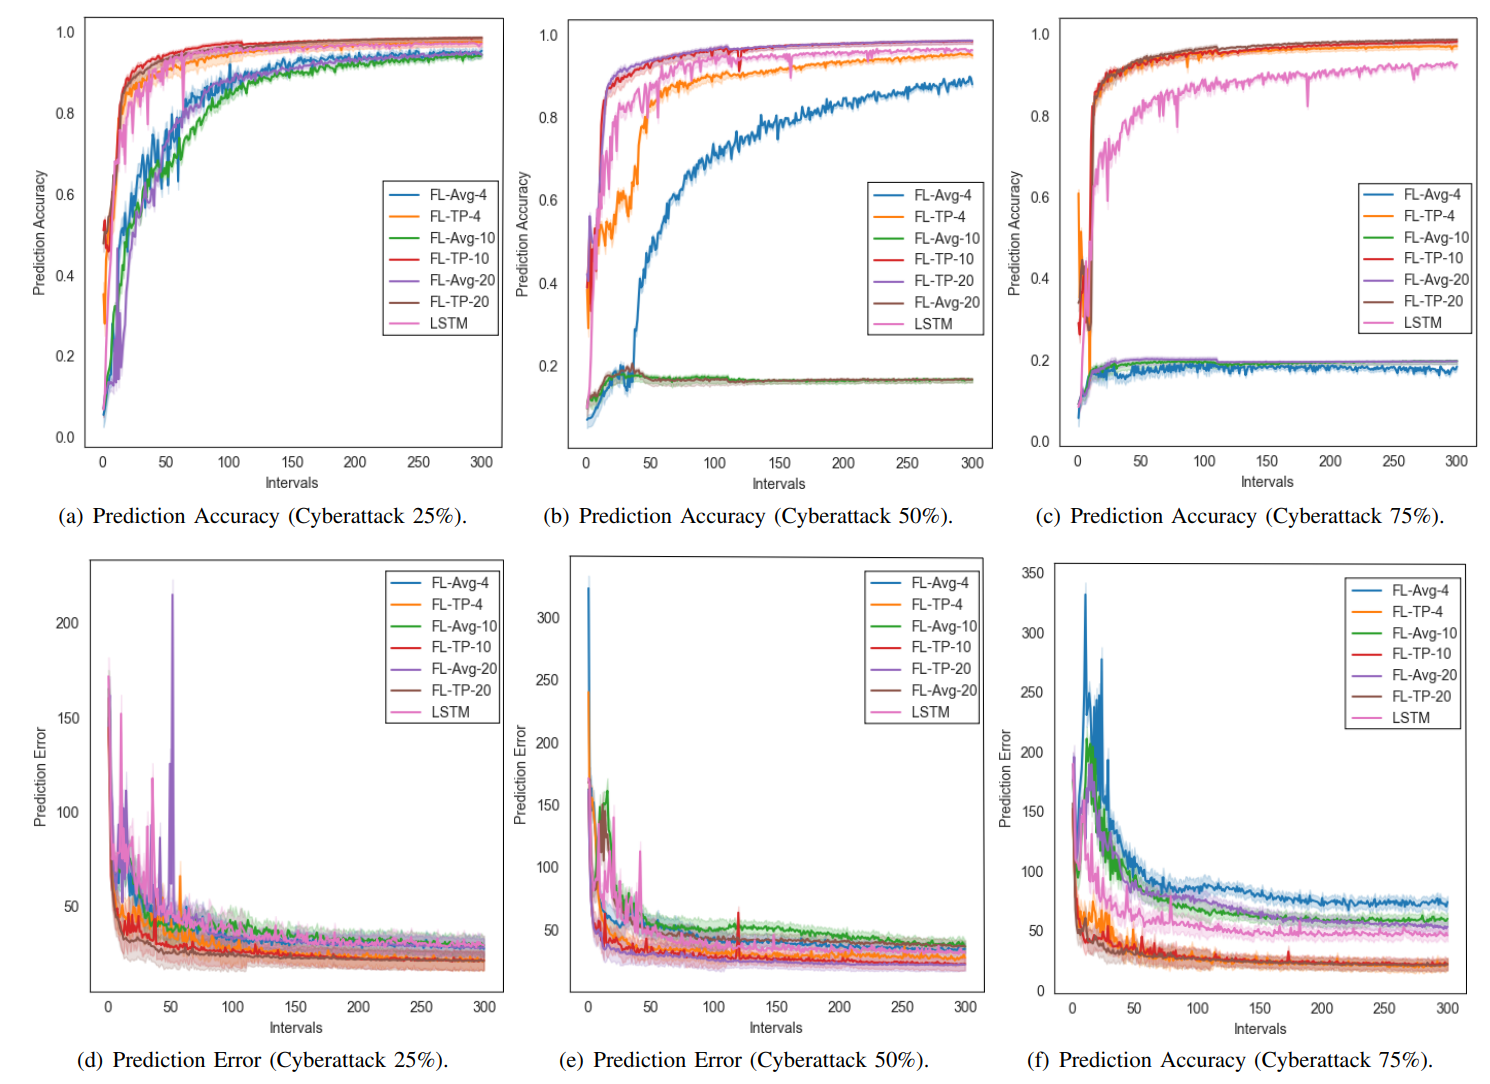 1.0
0.8
0.6
0.4
0.2
0.0
Prediction Accuracy
FL-Avg-4
FL-TP-4
FL-Avg-10
FL-TP-10
FL-Avg-20
FL-TP-20
LSTM
0 50 100 150 200 250 300
Intervals
(a) Prediction Accuracy (Cyberattack 25%).
1.0
0.8
0.6
0.4
0.2
Prediction Accuracy
FL-Avg-4
FL-TP-4
FL-Avg-10
FL-TP-10
FL-TP-20
FL-Avg-20
LSTM
0 50 100 150 200 250 300
Intervals
(b) Prediction Accuracy (Cyberattack 50%).
1.0
0.8
0.6
0.4
0.2
0.0
Prediction Accuracy
FL-Avg-4
FL-TP-4
FL-Avg-10
FL-TP-10
FL-Avg-20
FL-TP-20
LSTM
0 50 100 150 200 250 300
Intervals
(c) Prediction Accuracy (Cyberattack 75%).
200
150
100
50
Prediction Error
FL-Avg-4
FL-TP-4
FL-Avg-10
FL-TP-10
FL-Avg-20
FL-TP-20
LSTM
0 50 100 150 200 250 300
Intervals
(d) Prediction Error (Cyberattack 25%).
300
250
200
150
100
50
Prediction Error
FL-Avg-4
FL-TP-4
FL-Avg-10
FL-TP-10
FL-TP-20
FL-Avg-20
LSTM
0 50 100 150 200 250 300
Intervals
(e) Prediction Error (Cyberattack 50%).
350
300
250
200
150
100
50
0
Prediction Error
FL-Avg-4
FL-TP-4
FL-Avg-10
FL-TP-10
FL-Avg-20
FL-TP-20
LSTM
0 50 100 150 200 250 300
Intervals
(f) Prediction Accuracy (Cyberattack 75%).